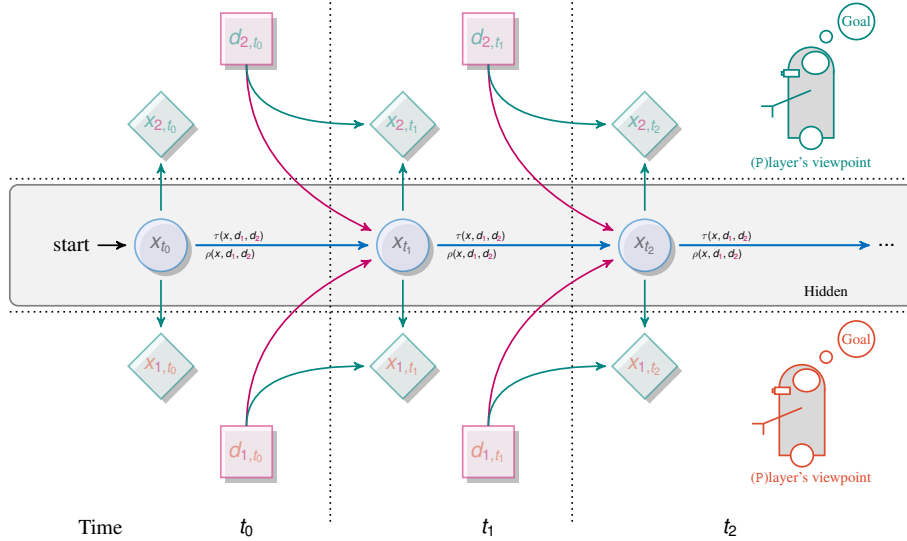 Goal
d₂,t₀
d₂,t₁
x₂,t₀
x₂,t₁
x₂,t₂
(P)layer's viewpoint
start
xt₀
τ(x, d₁, d₂)
ρ(x, d₁, d₂)
xt₁
τ(x, d₁, d₂)
ρ(x, d₁, d₂)
xt₂
τ(x, d₁, d₂)
ρ(x, d₁, d₂)
...
Hidden
Goal
x₁,t₀
x₁,t₁
x₁,t₂
d₁,t₀
d₁,t₁
(P)layer's viewpoint
Time
t₀
t₁
t₂